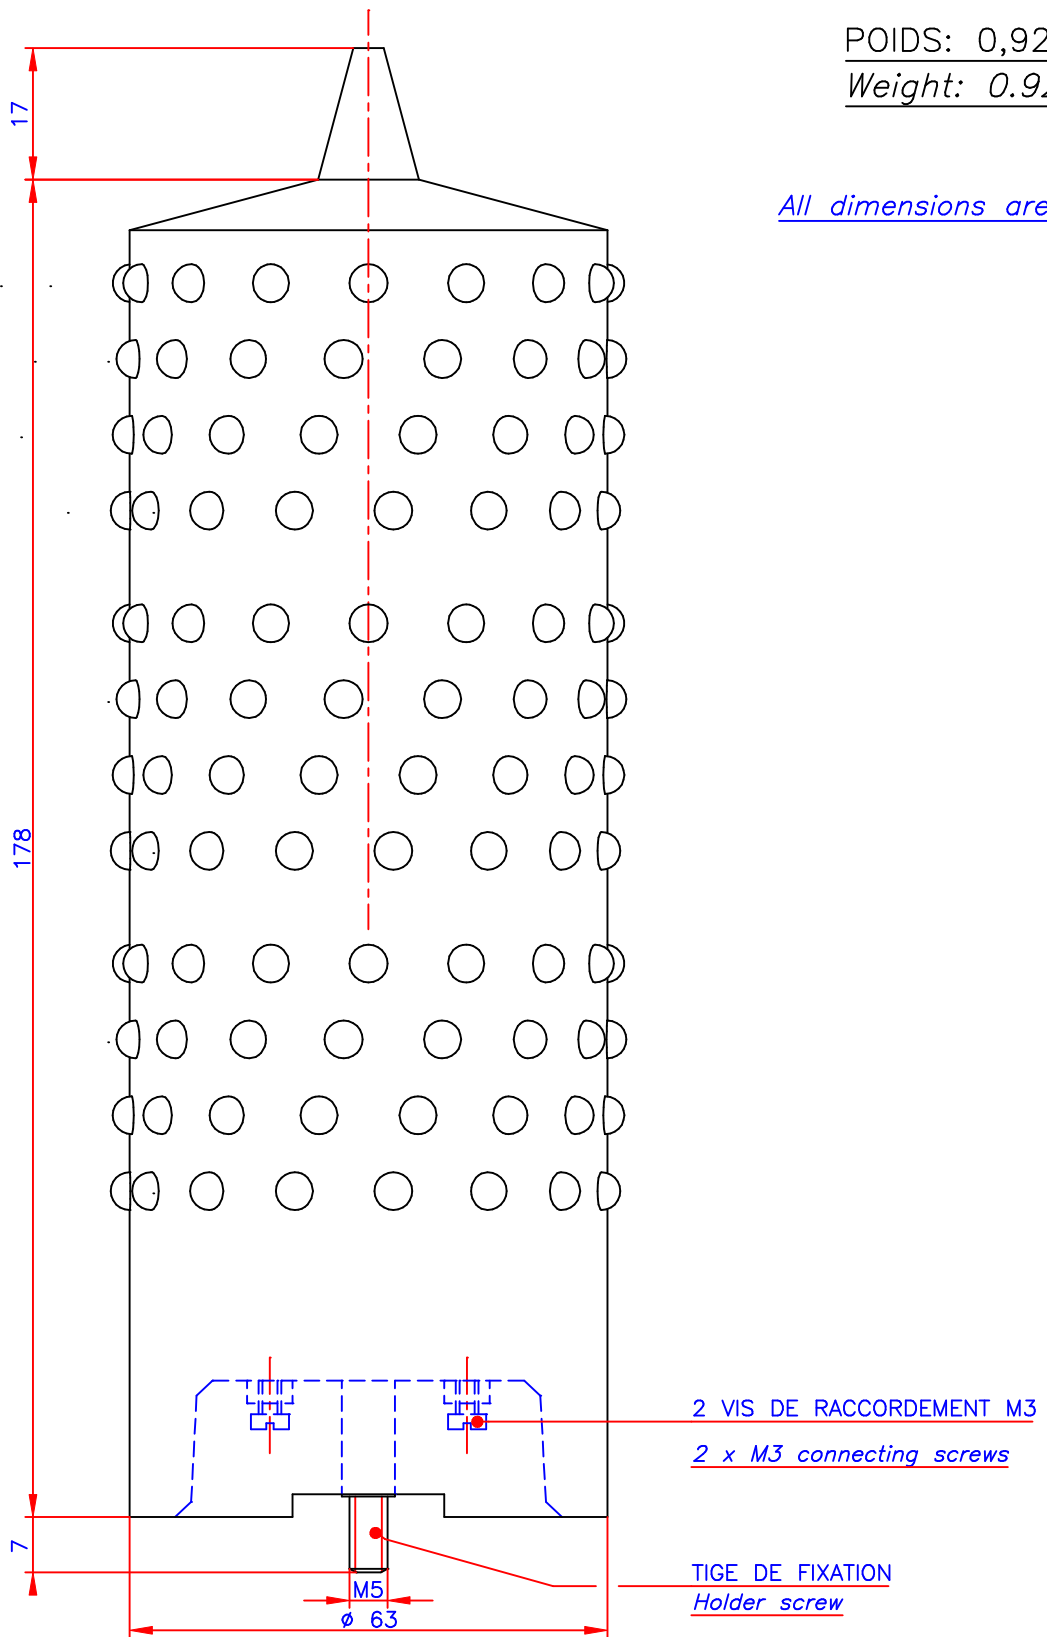 POIDS: 0,92
Weight: 0.92
All dimensions are
17
178
7
2 VIS DE RACCORDEMENT M3
2 x M3 connecting screws
TIGE DE FIXATION
Holder screw
M5
ø 63